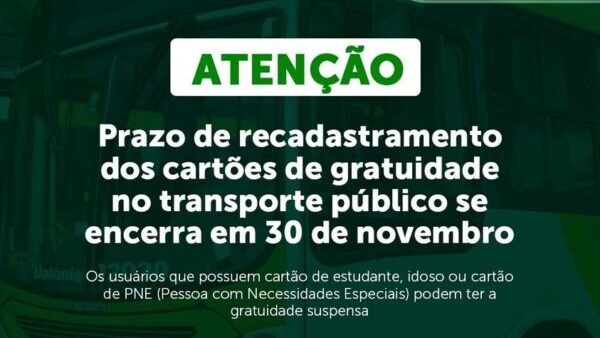 ATENÇÃO
Prazo de recadastramento
dos cartões de gratuidade
no transporte público se
encerra em 30 de novembro
Os usuários que possuem cartão de estudante, idoso ou cartão
de PNE (Pessoa com Necessidades Especiais) podem ter a
gratuidade suspensa